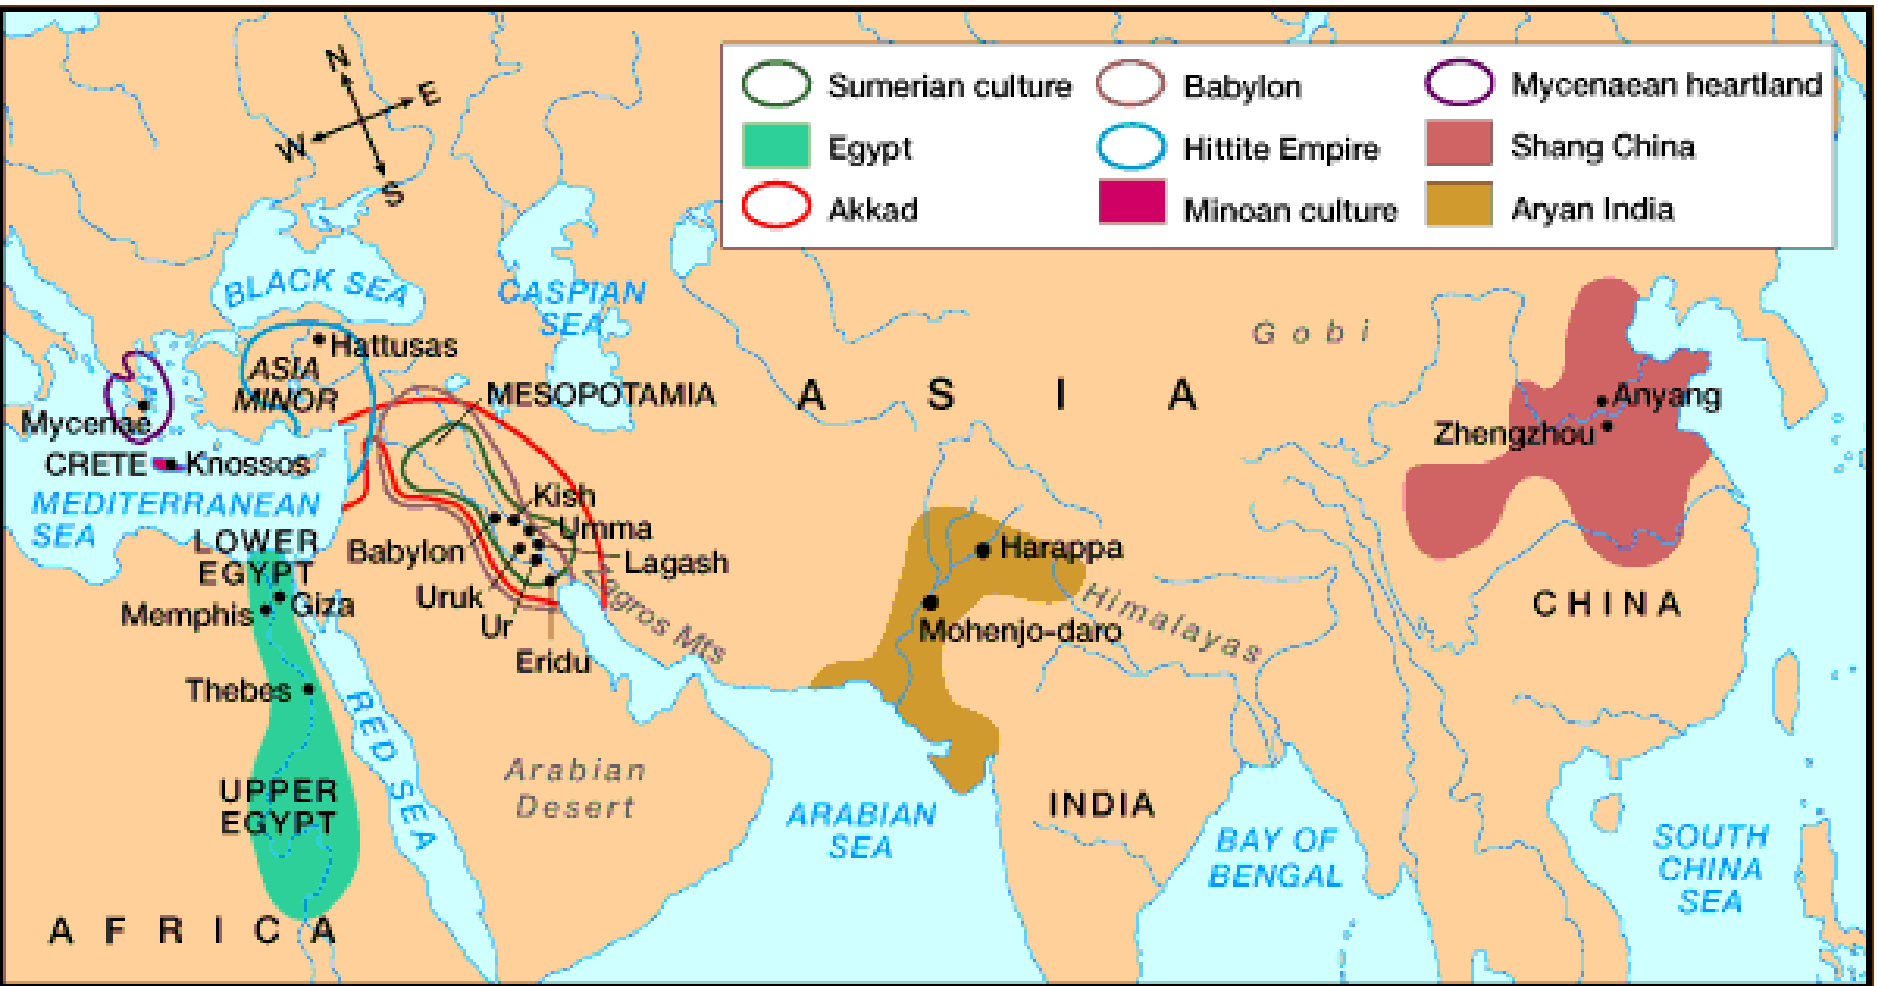 N
E
W
S
Sumerian culture
Babylon
Mycenaean heartland
Egypt
Hittite Empire
Shang China
Akkad
Minoan culture
Aryan India
BLACK SEA
CASPIAN
SEA
Gobi
Hattusas
ASIA
MINOR
MESOPOTAMIA
ASIA
Mycenae
Anyang
Zhengzhou
CRETE
Knossos
MEDITERRANEAN
SEA
Kish
Umma
LOWER
EGYPT
Babylon
Lagash
Harappa
Uruk
Ur
Zagros Mts
Himalayas
CHINA
Memphis
Giza
Mohenjo-daro
Eridu
Thebes
RED SEA
UPPER
EGYPT
Arabian
Desert
ARABIAN
SEA
INDIA
BAY OF
BENGAL
SOUTH
CHINA
SEA
AFRICA